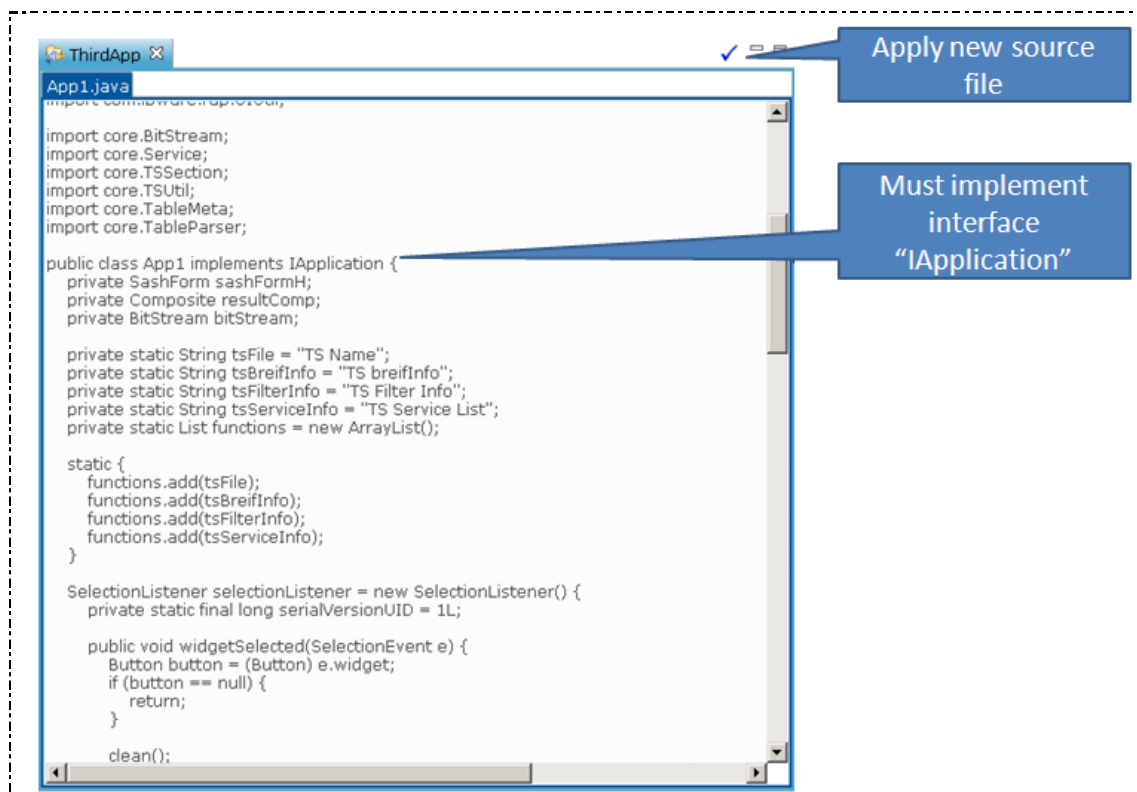 ThirdApp
Apply new source
file
App1.java
import core.BitStream;
import core.Service;
import core.TSSection;
import core.TSUtil;
import core.TableMeta;
import core.TableParser;
Must implement
interface
“IApplication”
public class App1 implements IApplication {
private SashForm sashFormH;
private Composite resultComp;
private BitStream bitStream;
private static String tsFile = "TS Name";
private static String tsBreifInfo = "TS breifInfo";
private static String tsFilterInfo = "TS Filter Info";
private static String tsServiceInfo = "TS Service List";
private static List functions = new ArrayList();
static {
functions.add(tsFile);
functions.add(tsBreifInfo);
functions.add(tsFilterInfo);
functions.add(tsServiceInfo);
}
SelectionListener selectionListener = new SelectionListener() {
private static final long serialVersionUID = 1L;
public void widgetSelected(SelectionEvent e) {
Button button = (Button) e.widget;
if (button == null) {
return;
}
clean();